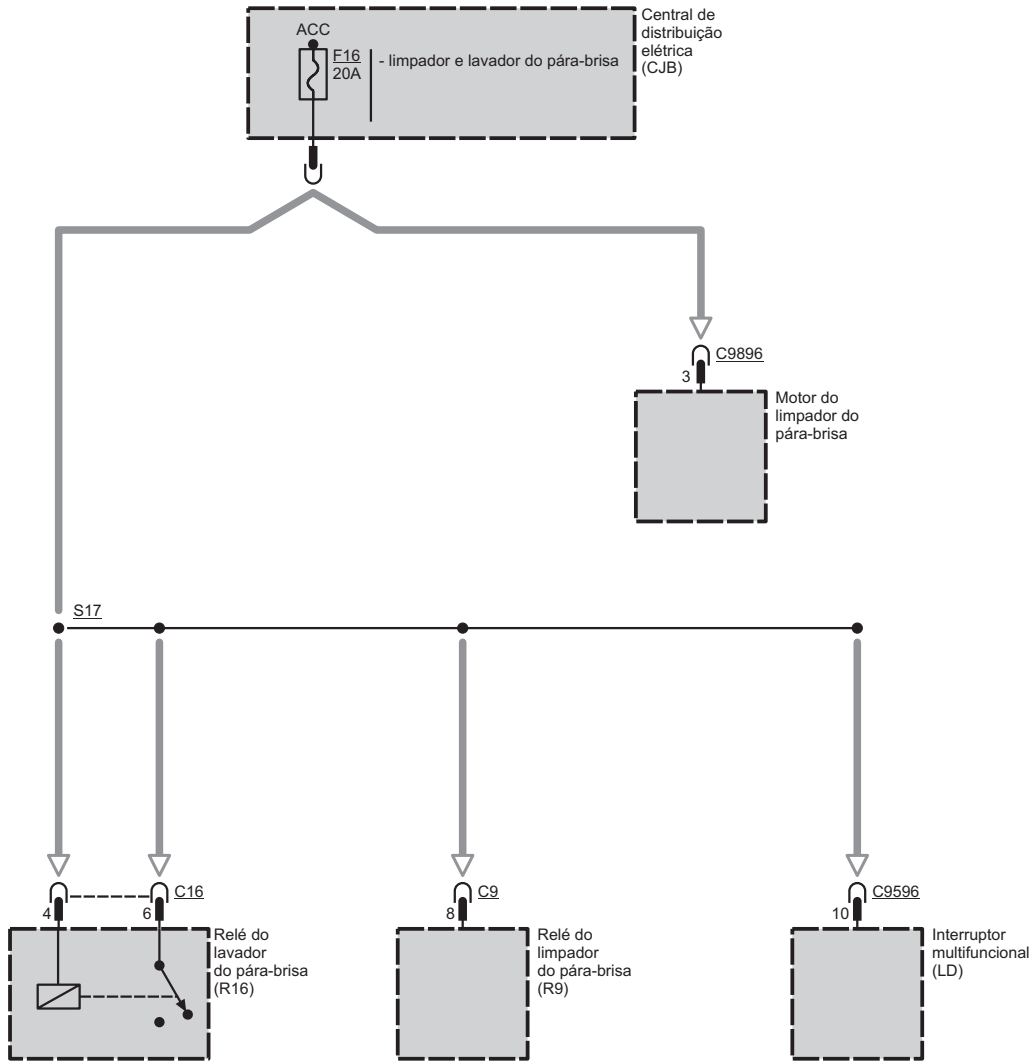 Central de
distribuição
elétrica
(CJB)
ACC
F16
20A
- limpador e lavador do pára-brisa
C9896
3
Motor do
limpador do
pára-brisa
S17
4
6
C16
Relé do
lavador
do pára-brisa
(R16)
8
C9
Relé do
limpador
do pára-brisa
(R9)
10
C9596
Interruptor
multifuncional
(LD)